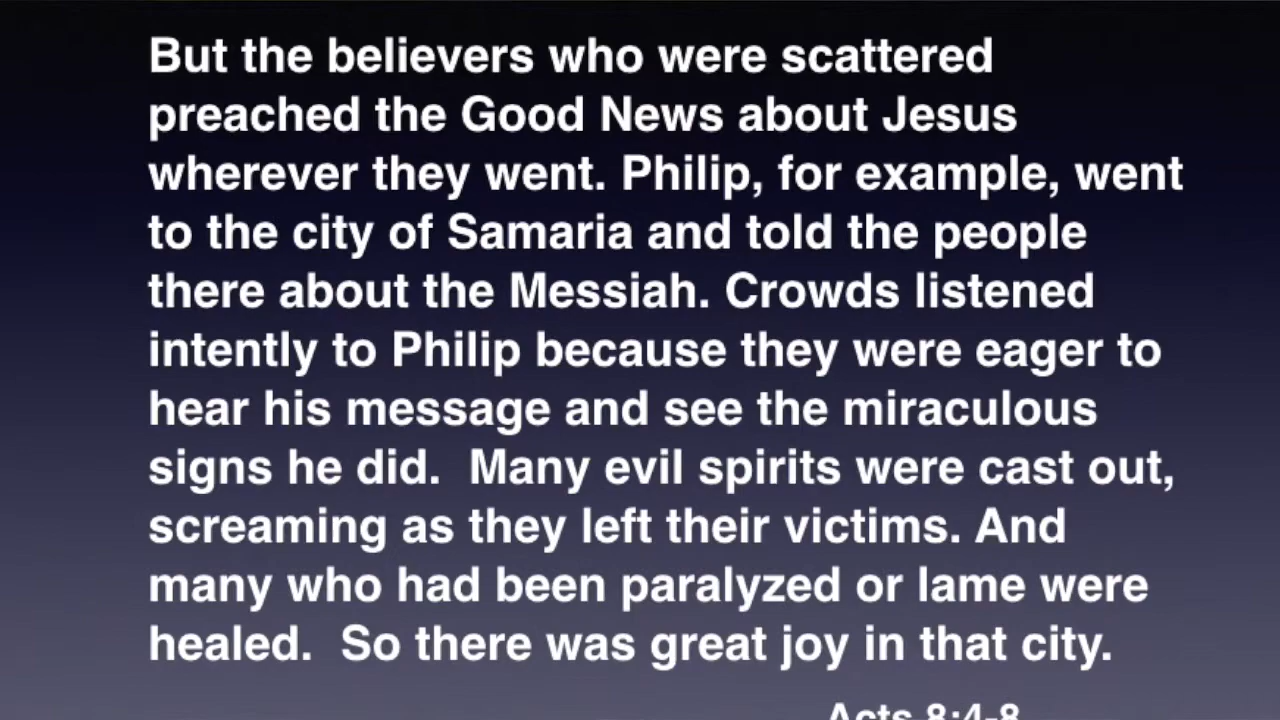 But the believers who were scattered
preached the Good News about Jesus
wherever they went. Philip, for example, went
to the city of Samaria and told the people
there about the Messiah. Crowds listened
intently to Philip because they were eager to
hear his message and see the miraculous
signs he did.  Many evil spirits were cast out,
screaming as they left their victims. And
many who had been paralyzed or lame were
healed.  So there was great joy in that city.
Acts 8:4-8